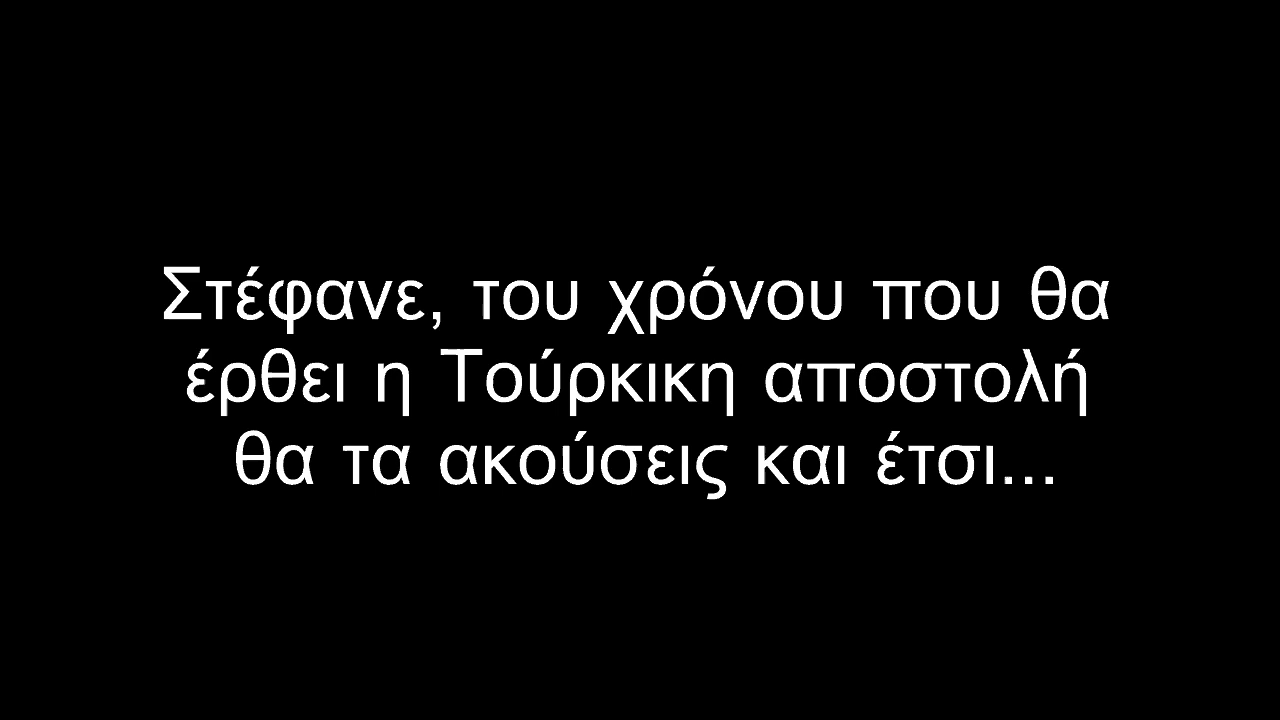 Στέφανε, του χρόνου που θα
έρθει η Τούρκικη αποστολή
θα τα ακούσεις και έτσι...